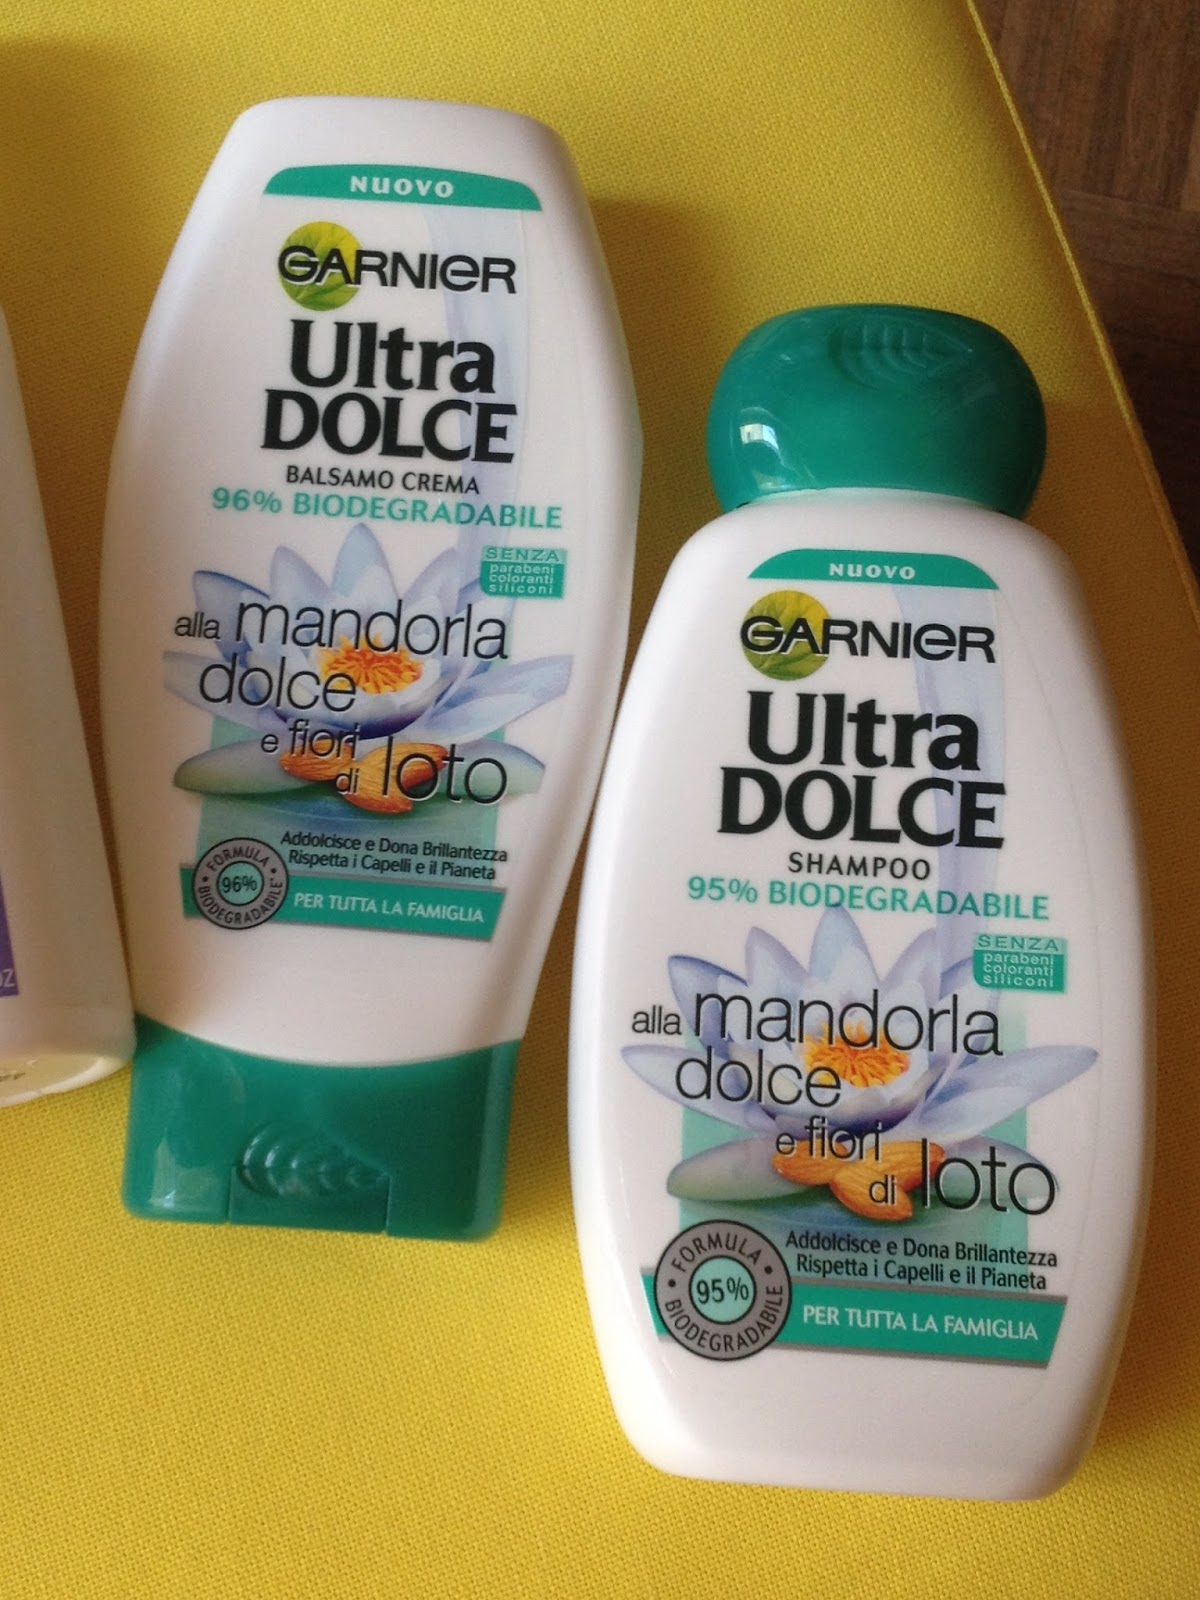 NUOVO
GARNIER
Ultra
DOLCE
BALSAMO CREMA
96% BIODEGRADABILE
SENZA
parabeni
coloranti
siliconi
alla mandorla
dolce
e fiori
di loto
Addolcisce e Dona Brillantezza
Rispetta i Capelli e il Pianeta
FORMULA
96%
BIODEGRADABILE
PER TUTTA LA FAMIGLIA
NUOVO
GARNIER
Ultra
DOLCE
SHAMPOO
95% BIODEGRADABILE
SENZA
parabeni
coloranti
siliconi
alla mandorla
dolce
e fiori
di loto
Addolcisce e Dona Brillantezza
Rispetta i Capelli e il Pianeta
FORMULA
95%
BIODEGRADABILE
PER TUTTA LA FAMIGLIA